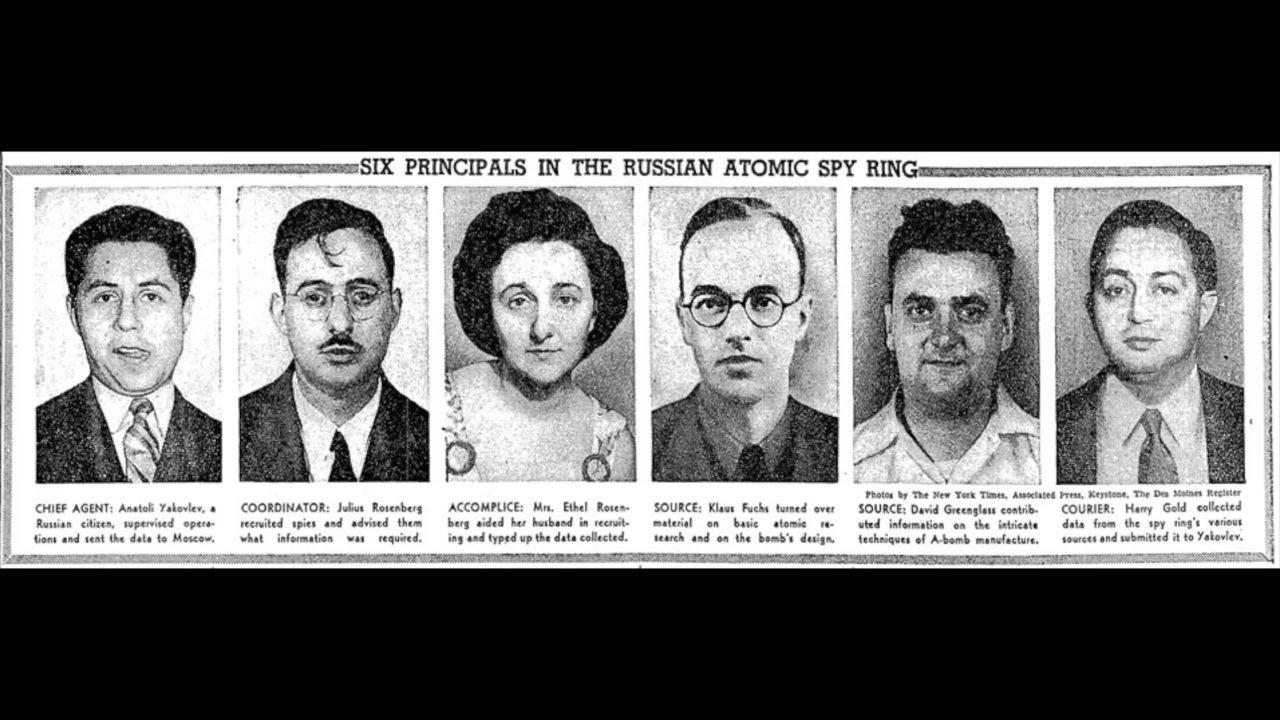 SIX PRINCIPALS IN THE RUSSIAN ATOMIC SPY RING
Photos by The New York Times, Associated Press, Keystone, The Des Moines Register
CHIEF AGENT: Anatoli Yakovlev, a
Russian citizen, supervised opera-
tions and sent the data to Moscow.
COORDINATOR: Julius Rosenberg
recruited spies and advised them
what information was required.
ACCOMPLICE: Mrs. Ethel Rosen-
berg aided her husband in recruit-
ing and typed up the data collected.
SOURCE: Klaus Fuchs turned over
material on basic atomic re-
search and on the bomb's design.
SOURCE: David Greenglass contrib-
uted information on the intricate
techniques of A-bomb manufacture.
COURIER: Harry Gold collected
data from the spy ring's various
sources and submitted it to Yakovlev.